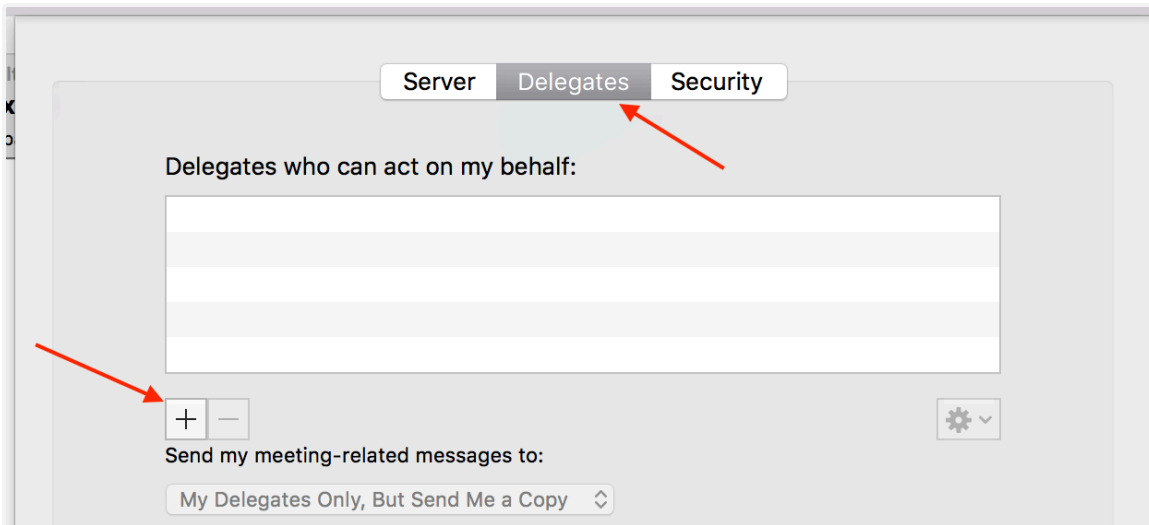 Server Delegates Security
Delegates who can act on my behalf:
Send my meeting-related messages to:
My Delegates Only, But Send Me a Copy